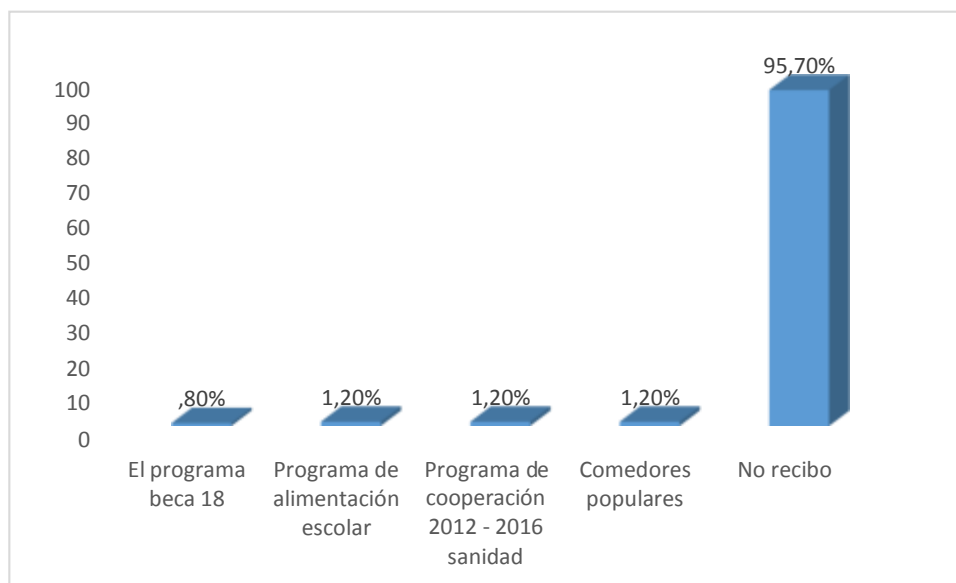 95,70%
100
90
80
70
60
50
40
30
20
10
0
,80%
1,20%
1,20%
1,20%
El programa
beca 18
Programa de
alimentación
escolar
Programa de
cooperación
2012 - 2016
sanidad
Comedores
populares
No recibo